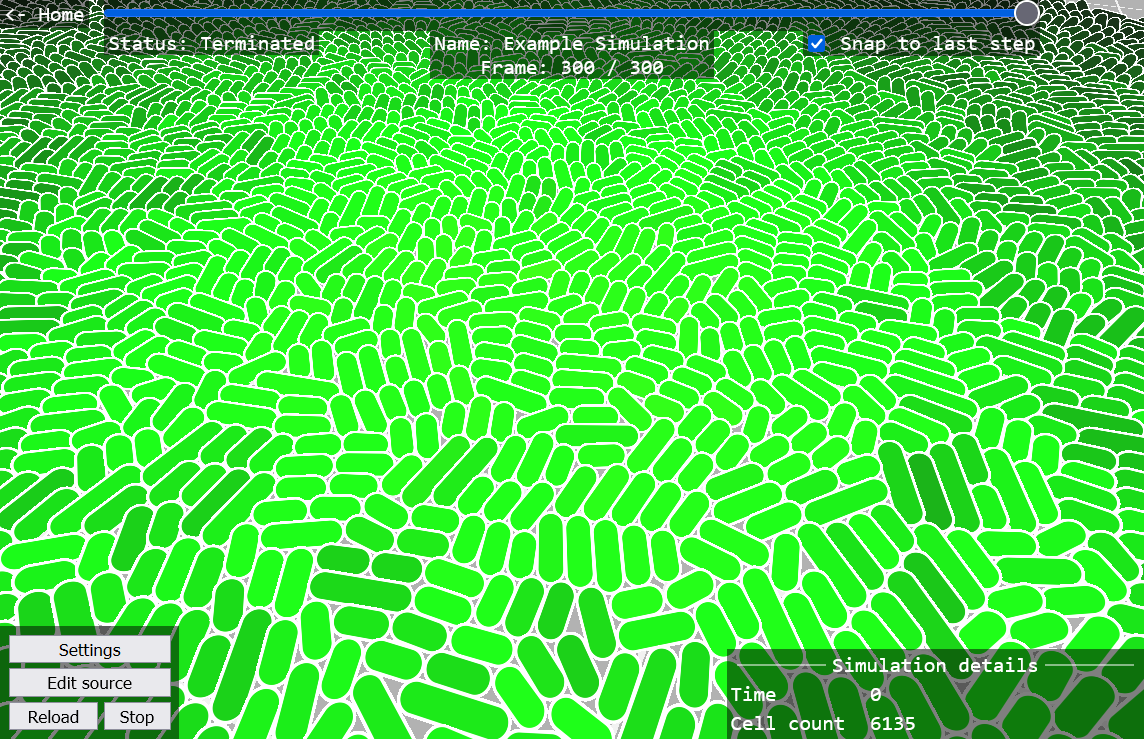 <- Home
Status: Terminated
Name: Example Simulation
Snap to last step
Frame: 300 / 300
Settings
Edit source
Reload
Stop
Simulation details
Time 0
Cell count 6135